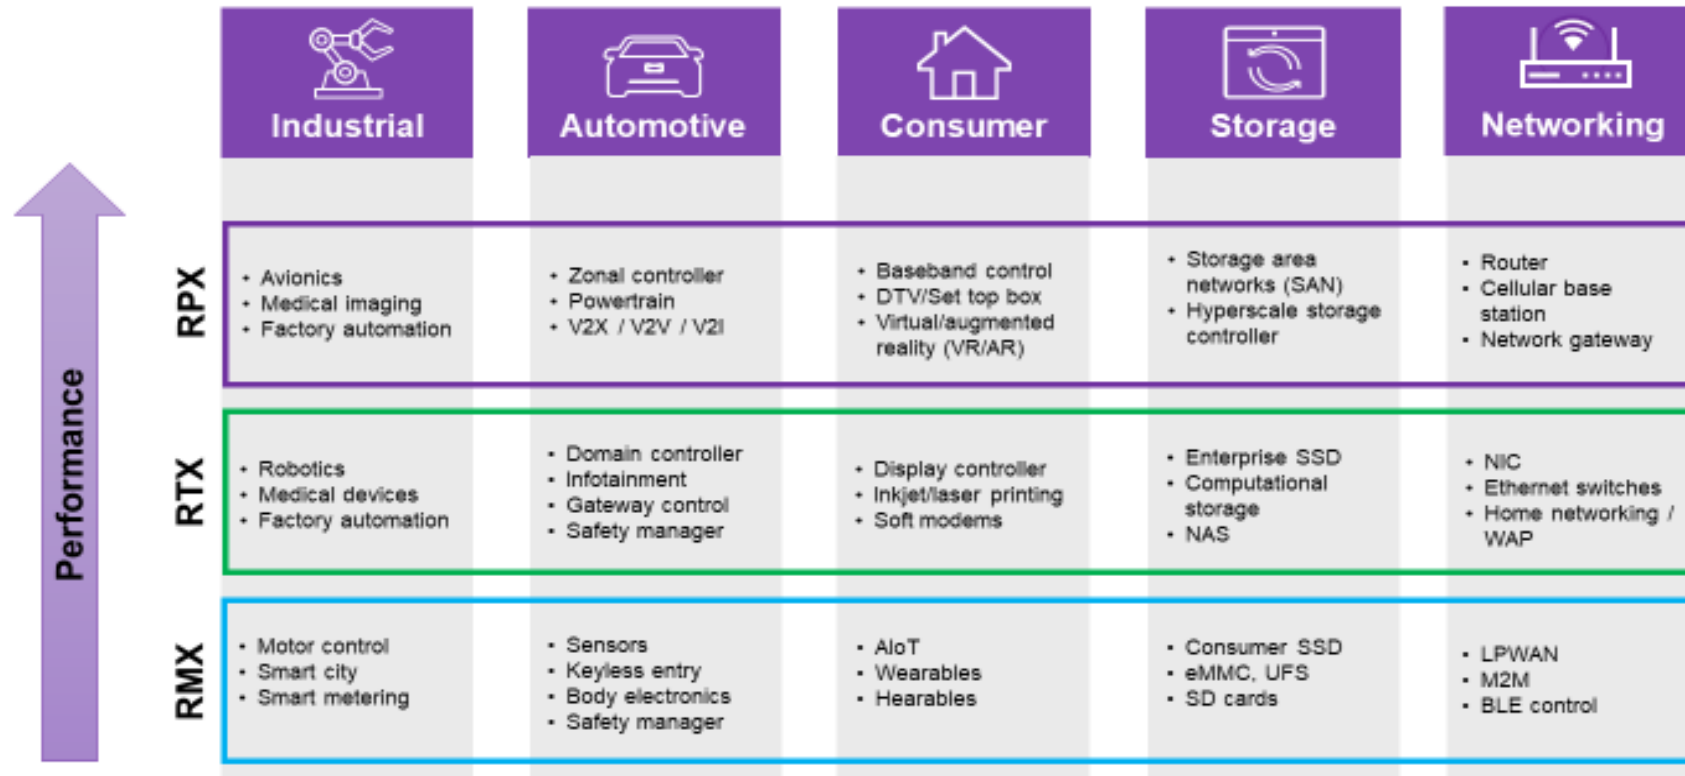 Industrial
Automotive
Consumer
Storage
Networking
Performance
RPX
• Avionics
• Medical imaging
• Factory automation
• Zonal controller
• Powertrain
• V2X / V2V / V2I
• Baseband control
• DTV/Set top box
• Virtual/augmented
reality (VR/AR)
• Storage area
networks (SAN)
• Hyperscale storage
controller
• Router
• Cellular base
station
• Network gateway
RTX
• Robotics
• Medical devices
• Factory automation
• Domain controller
• Infotainment
• Gateway control
• Safety manager
• Display controller
• Inkjet/laser printing
• Soft modems
• Enterprise SSD
• Computational
storage
• NAS
• NIC
• Ethernet switches
• Home networking /
WAP
RMX
• Motor control
• Smart city
• Smart metering
• Sensors
• Keyless entry
• Body electronics
• Safety manager
• AIoT
• Wearables
• Hearables
• Consumer SSD
• eMMC, UFS
• SD cards
• LPWAN
• M2M
• BLE control